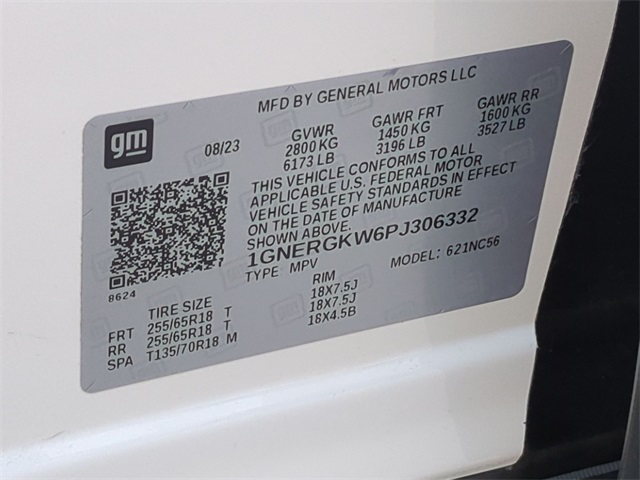 MFD BY GENERAL MOTORS LLC
gm
08/23
GVWR GAWR FRT GAWR RR
2800 KG 1450 KG 1600 KG
6173 LB 3196 LB 3527 LB
THIS VEHICLE CONFORMS TO ALL
APPLICABLE U.S. FEDERAL MOTOR
VEHICLE SAFETY STANDARDS IN EFFECT
ON THE DATE OF MANUFACTURE
SHOWN ABOVE.
1GNERGKW6PJ306332
TYPE: MPV MODEL: 621NC56
8624
TIRE SIZE RIM
FRT 255/65R18 T 18X7.5J
RR 255/65R18 T 18X7.5J
SPA T135/70R18 M 18X4.5B